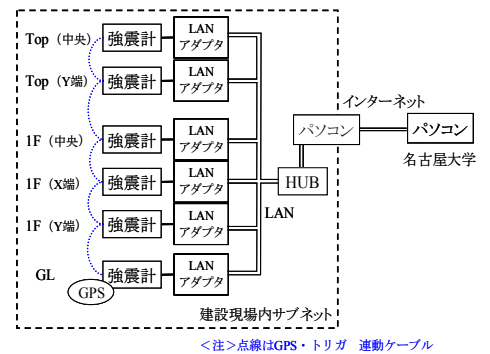 Top（中央）
強震計
LAN
アダプタ
Top（Y端）
強震計
LAN
アダプタ
1F（中央）
強震計
LAN
アダプタ
1F（X端）
強震計
LAN
アダプタ
1F（Y端）
強震計
LAN
アダプタ
GL
強震計
LAN
アダプタ
GPS
インターネット
パソコン
パソコン
名古屋大学
HUB
LAN
建設現場内サブネット
＜注＞点線はGPS・トリガ　連動ケーブル